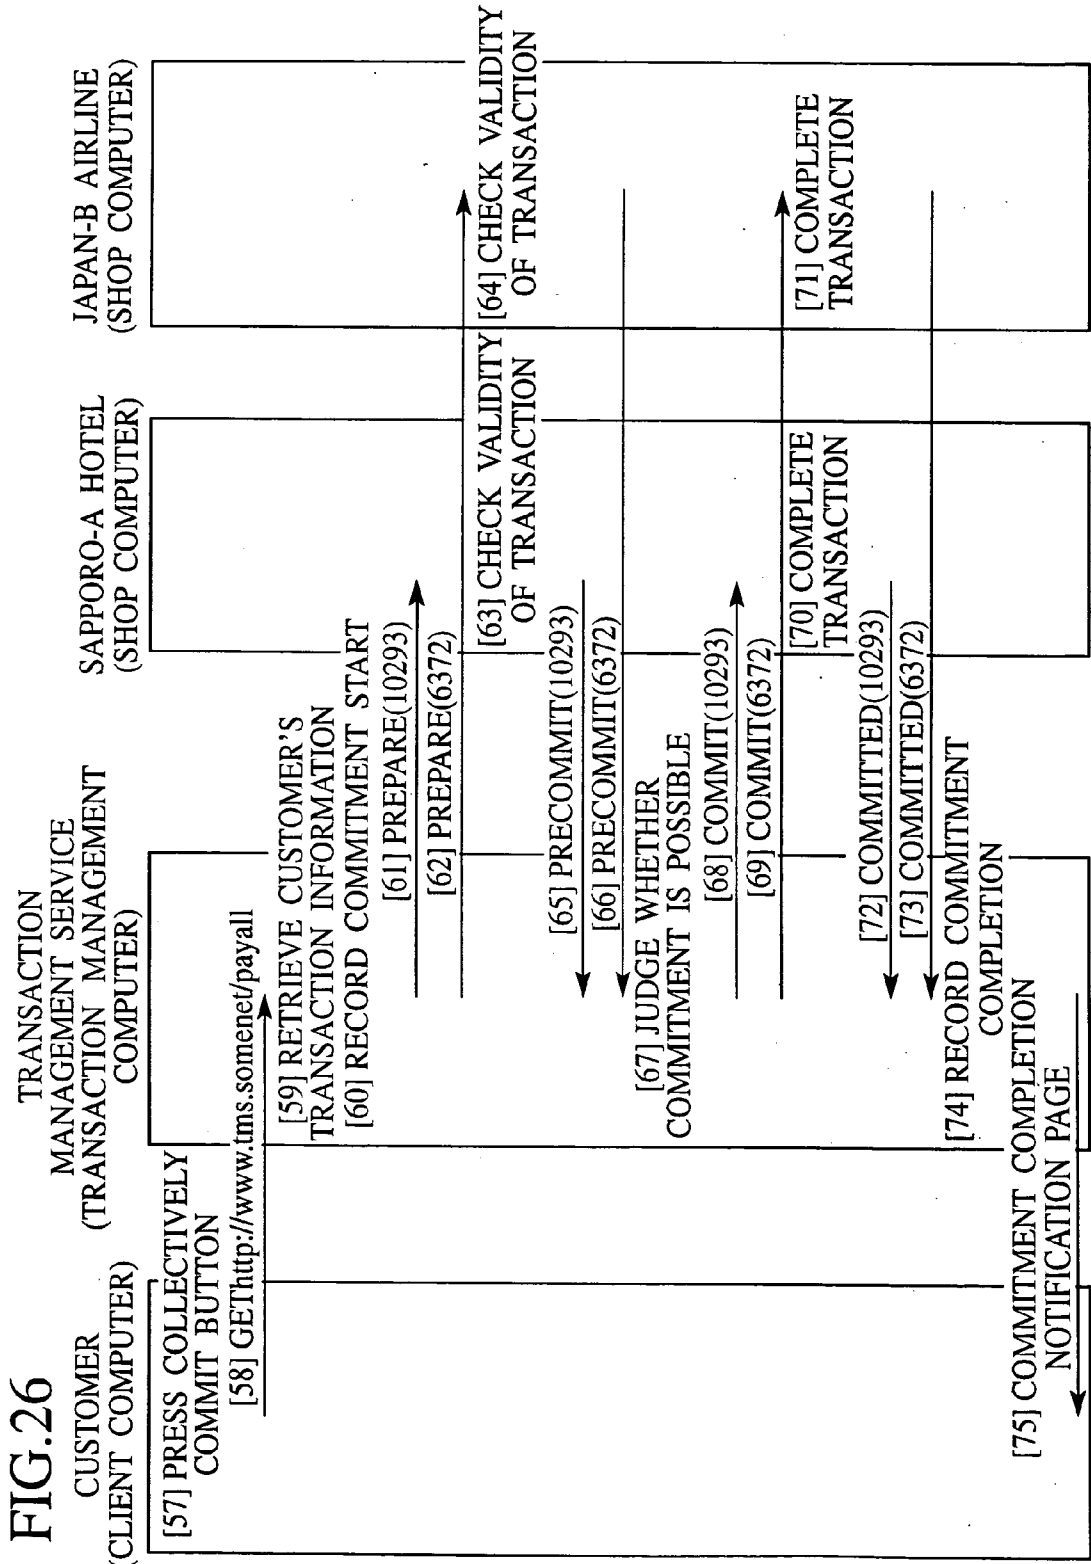 FIG.26
CUSTOMER
(CLIENT COMPUTER)
TRANSACTION
MANAGEMENT SERVICE
(TRANSACTION MANAGEMENT
COMPUTER)
SAPPORO-A HOTEL
(SHOP COMPUTER)
JAPAN-B AIRLINE
(SHOP COMPUTER)
[57] PRESS COLLECTIVELY
COMMIT BUTTON
[58] GEThttp://www.tms.somenet/payall
[59] RETRIEVE CUSTOMER'S
TRANSACTION INFORMATION
[60] RECORD COMMITMENT START
[61] PREPARE(10293)
[62] PREPARE(6372)
[63] CHECK VALIDITY
OF TRANSACTION
[64] CHECK VALIDITY
OF TRANSACTION
[65] PRECOMMIT(10293)
[66] PRECOMMIT(6372)
[67] JUDGE WHETHER
COMMITMENT IS POSSIBLE
[68] COMMIT(10293)
[69] COMMIT(6372)
[70] COMPLETE
TRANSACTION
[71] COMPLETE
TRANSACTION
[72] COMMITTED(10293)
[73] COMMITTED(6372)
[74] RECORD COMMITMENT
COMPLETION
[75] COMMITMENT COMPLETION
NOTIFICATION PAGE